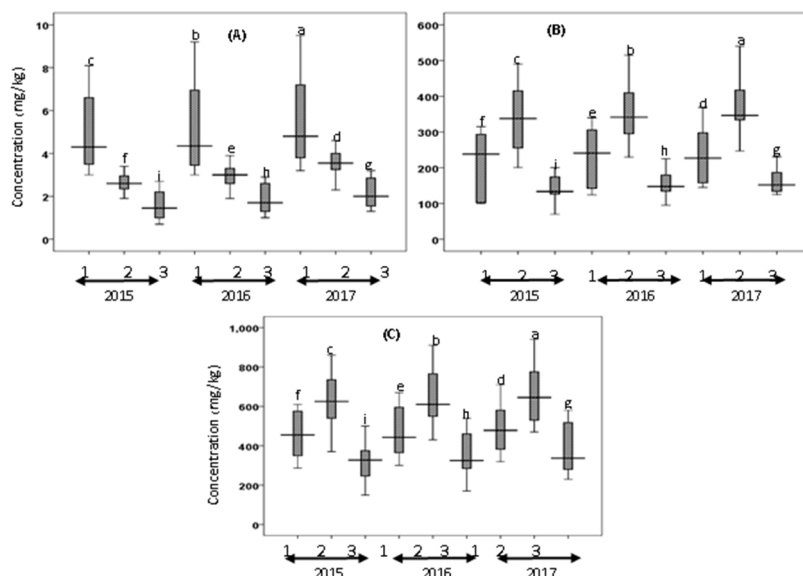 (A)
Concentration (mg/kg)
10
8
6
4
2
0
c
f
i
b
e
h
a
d
g
1 2 3 1 2 3 1 2 3
2015 2016 2017
(B)
600
500
400
300
200
100
0
f
c
i
e
b
h
d
a
g
1 2 3 1 2 3 1 2 3
2015 2016 2017
(C)
Concentration (mg/kg)
1,000
800
600
400
200
0
f
c
i
e
b
h
d
a
g
1 2 3 1 2 3 1 2 3
2015 2016 2017